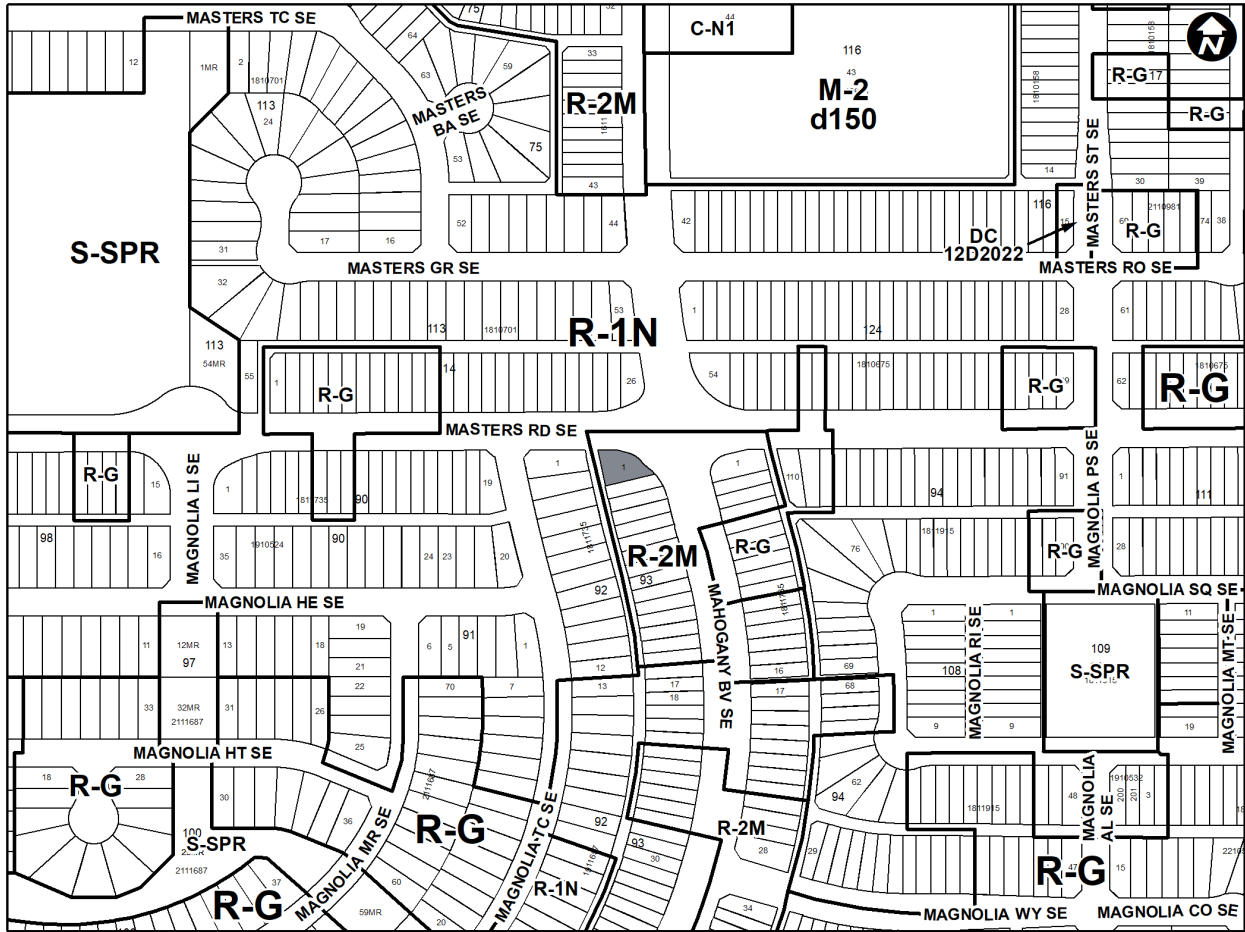 MASTERS TC SE
75
52
44
C-N1
12
1MR
2
1810701
64
63
59
33
116
43
M-2
d150
N
R-G
17
1810158
1810158
R-G
113
24
MASTERS
BA SE
R-2M
1611
75
53
43
14
30
39
MASTERS ST SE
31
17
16
52
44
42
116
15
DC
12D2022
2110981
R-G
74
38
S-SPR
MASTERS GR SE
MASTERS RO SE
32
113
1810701
53
R-1N
1
124
28
61
113
54MR
55
1
14
R-G
26
54
1810675
R-G
62
1810675
R-G
MASTERS RD SE
R-G
15
MAGNOLIA LI SE
1
90
19
1
1
1
110
94
91
MAGNOLIA PS SE
1
111
98
16
35
1910524
90
24
23
20
1811735
92
R-2M
93
R-G
76
1811915
R-G
28
MAGNOLIA HE SE
MAHOGANY BV SE
MAGNOLIA SQ SE
11
12MR
97
13
18
19
21
6
5
91
1
12
16
69
1
1
108
MAGNOLIA RI SE
109
S-SPR
11
MAGNOLIA MT SE
33
32MR
2111687
31
26
22
25
70
7
13
17
18
17
68
9
9
19
MAGNOLIA HT SE
18
28
R-G
30
36
MAGNOLIA MR SE
2111687
R-G
MAGNOLIA TC SE
92
93
30
R-2M
28
94
62
1811915
48
MAGNOLIA
AL SE
1910532
200
201
3
100
S-SPR
2111687
37
R-G
60
59MR
20
R-1N
34
29
R-G
47
15
MAGNOLIA WY SE
MAGNOLIA CO SE